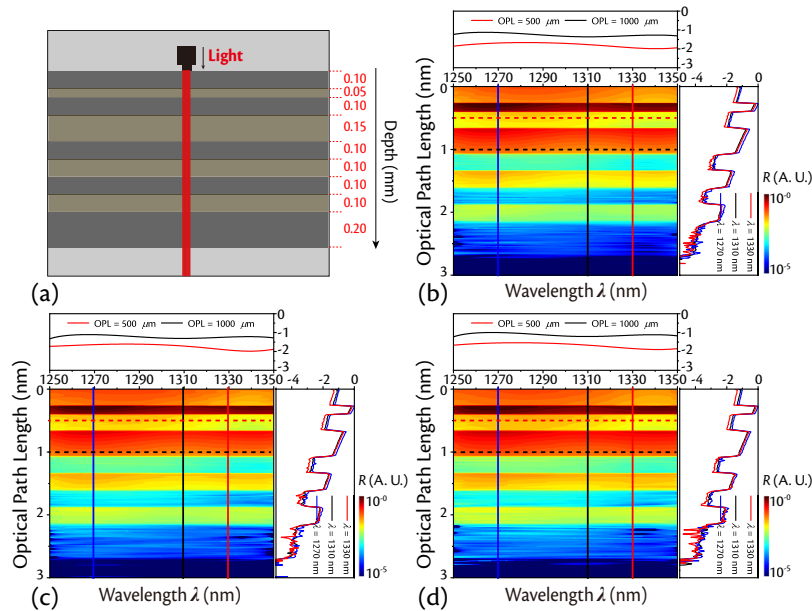 (a)
Light
0.10
0.05
0.10
0.15
0.10
0.10
0.10
0.10
0.20
Depth (mm)
(b)
OPL = 500 μm
OPL = 1000 μm
0
-1
-2
-3
1250 1270 1290 1310 1330 1350
-4 -2 0
Optical Path Length (nm)
0
1
2
3
Wavelength λ (nm)
λ = 1270 nm
λ = 1310 nm
λ = 1330 nm
R (A. U.)
10⁻⁰
10⁻⁵
(c)
OPL = 500 μm
OPL = 1000 μm
0
-1
-2
-3
1250 1270 1290 1310 1330 1350
-4 -2 0
Optical Path Length (nm)
0
1
2
3
Wavelength λ (nm)
λ = 1270 nm
λ = 1310 nm
λ = 1330 nm
R (A. U.)
10⁻⁰
10⁻⁵
(d)
OPL = 500 μm
OPL = 1000 μm
0
-1
-2
-3
1250 1270 1290 1310 1330 1350
-4 -2 0
Optical Path Length (nm)
0
1
2
3
Wavelength λ (nm)
λ = 1270 nm
λ = 1310 nm
λ = 1330 nm
R (A. U.)
10⁻⁰
10⁻⁵